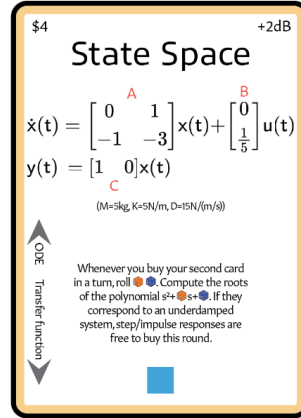 $4 +2dB
State Space
A B
ẋ(t) = [0 1 -1 -3]x(t)+[0 1/5]u(t)
y(t) = [1 0]x(t)
C
(M=5kg, K=5N/m, D=15N/(m/s))
ODE Transfer function
Whenever you buy your second card
in a turn, roll . Compute the roots
of the polynomial s²+ s+ . If they
correspond to an underdamped
system, step/impulse responses are
free to buy this round.